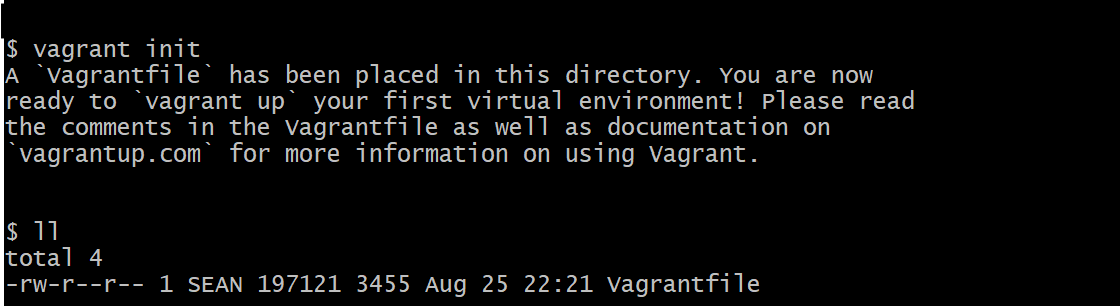 $ vagrant init
A `Vagrantfile` has been placed in this directory. You are now
ready to `vagrant up` your first virtual environment! Please read
the comments in the Vagrantfile as well as documentation on
`vagrantup.com` for more information on using Vagrant.
$ ll
total 4
-rw-r--r-- 1 SEAN 197121 3455 Aug 25 22:21 Vagrantfile